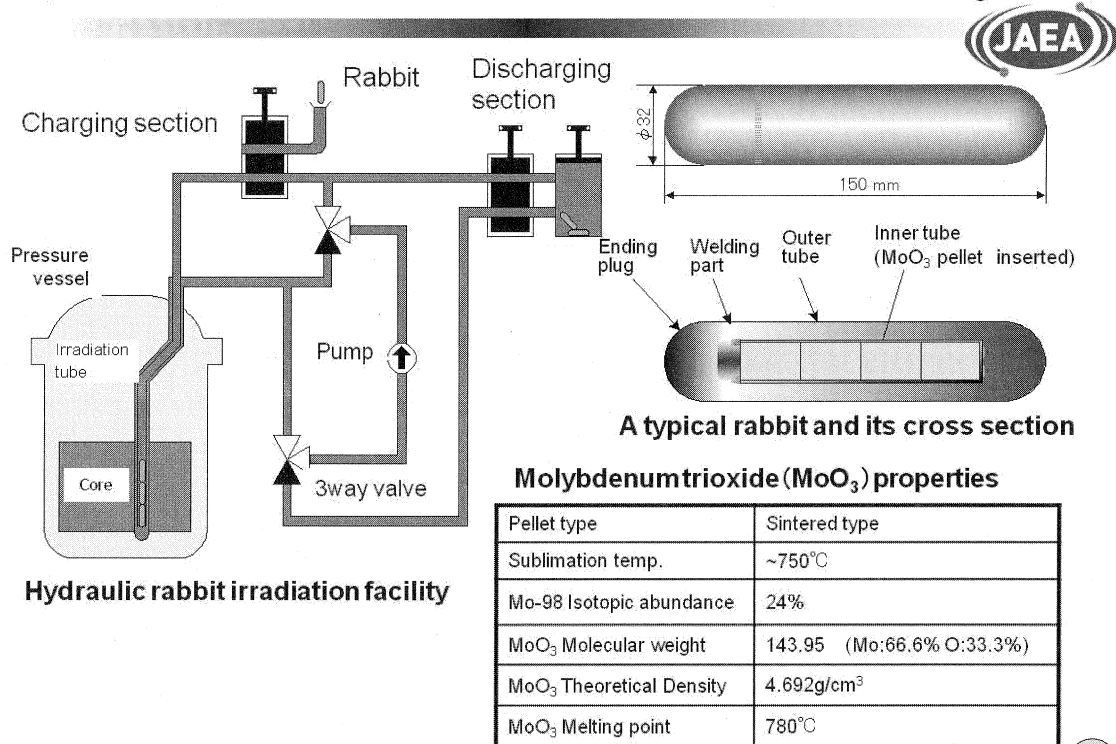 JAEA
Rabbit
Discharging
section
Charging section
φ32
150 mm
Pressure
vessel
Irradiation
tube
Pump
Core
3way valve
Hydraulic rabbit irradiation facility
Ending
plug
Welding
part
Outer
tube
Inner tube
(MoO₃ pellet inserted)
A typical rabbit and its cross section
Molybdenum trioxide (MoO₃) properties
Pellet type Sintered type
Sublimation temp. ~750℃
Mo-98 Isotopic abundance 24%
MoO₃ Molecular weight 143.95 (Mo:66.6% O:33.3%)
MoO₃ Theoretical Density 4.692g/cm³
MoO₃ Melting point 780℃